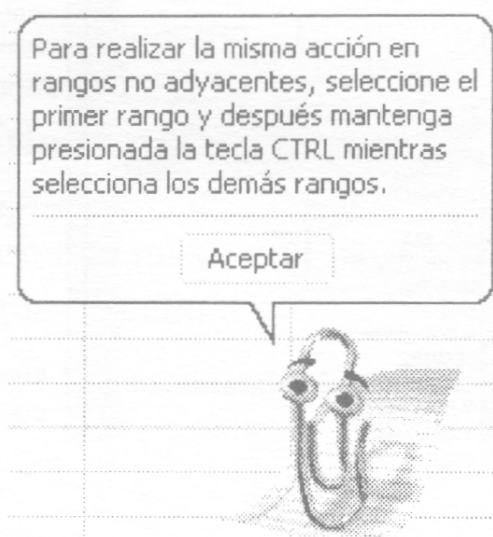 Para realizar la misma acción en
rangos no adyacentes, seleccione el
primer rango y después mantenga
presionada la tecla CTRL mientras
selecciona los demás rangos.
Aceptar